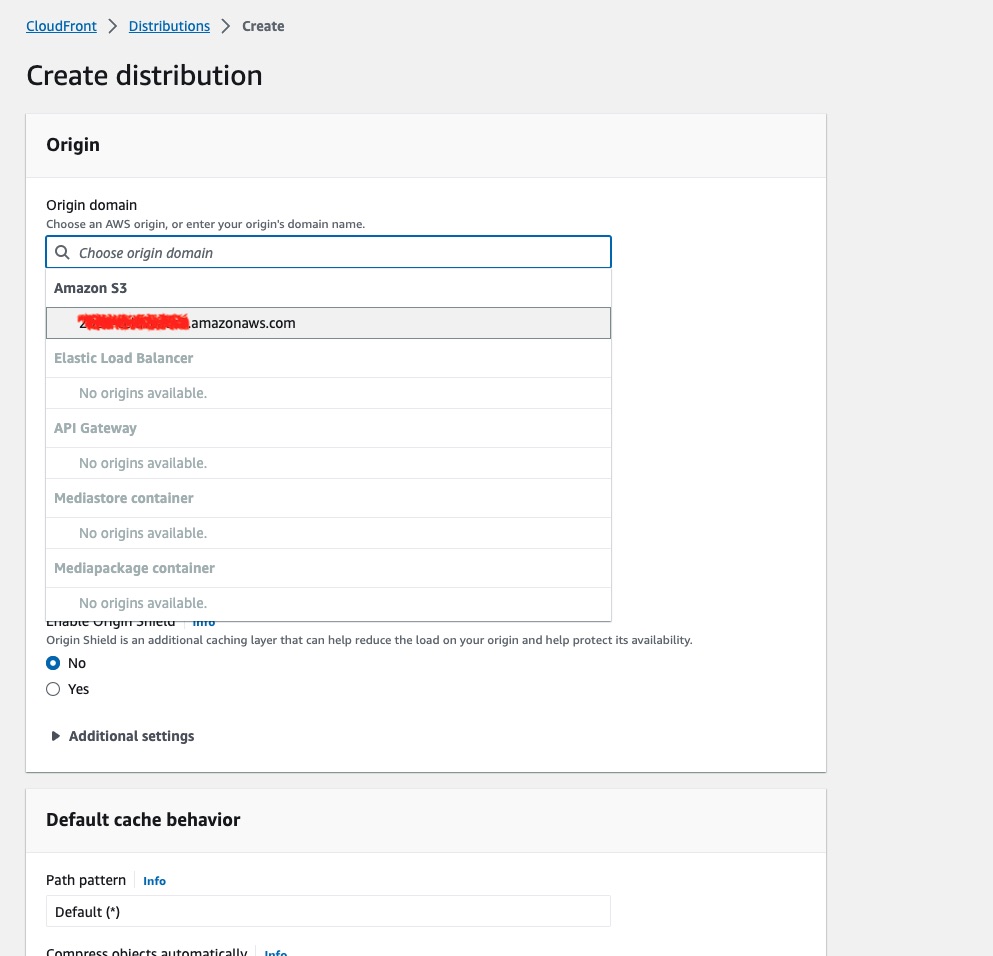 CloudFront > Distributions > Create
Create distribution
Origin
Origin domain
Choose an AWS origin, or enter your origin's domain name.
Choose origin domain
Amazon S3
.amazonaws.com
Elastic Load Balancer
No origins available.
API Gateway
No origins available.
Mediastore container
No origins available.
Mediapackage container
No origins available.
Enable Origin Shield Info
Origin Shield is an additional caching layer that can help reduce the load on your origin and help protect its availability.
No
Yes
Additional settings
Default cache behavior
Path pattern Info
Default (*)
Compress objects automatically Info